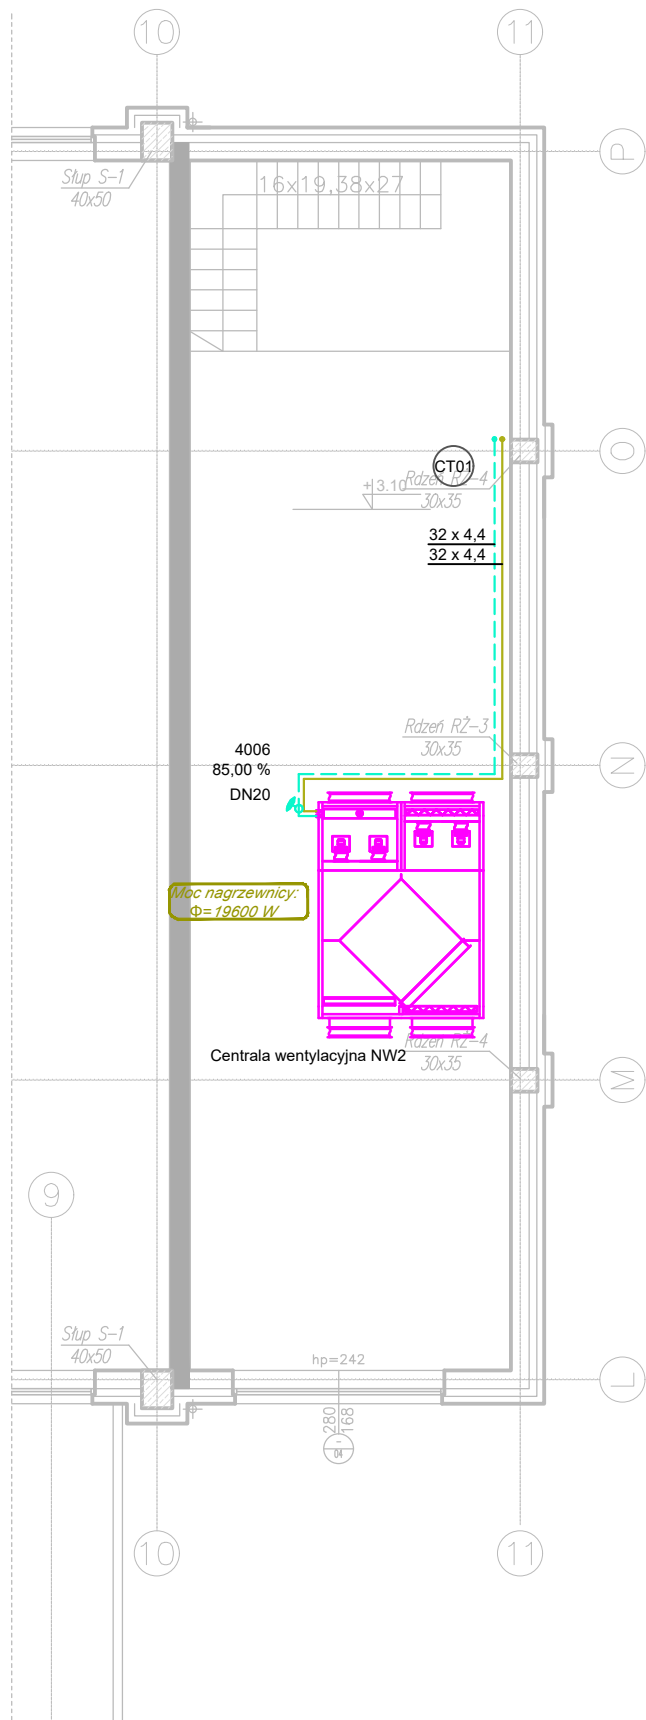 10
11
P
Słup S-1
40x50
16x19,38x27
O
CT01
Rdzeń RŻ-4
30x35
+3.10
32 x 4,4
32 x 4,4
Rdzeń RŻ-3
30x35
N
4006
85,00 %
DN20
Moc nagrzewnicy:
Φ=19600 W
Centrala wentylacyjna NW2
Rdzeń RŻ-4
30x35
M
9
Słup S-1
40x50
hp=242
L
280
168
-
04
10
11